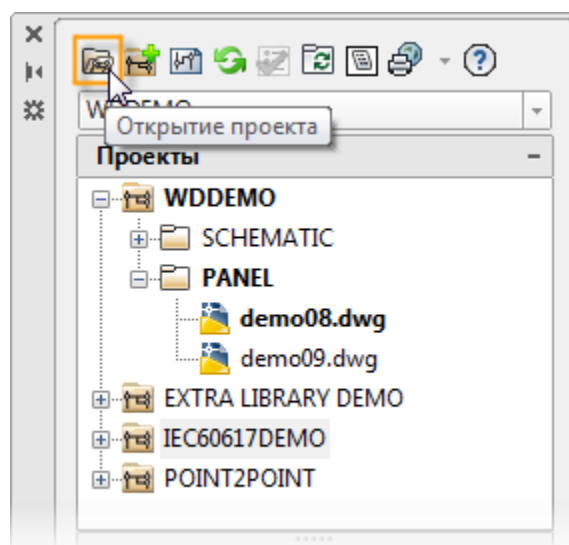 WDDEMO
Открытие проекта
Проекты
WDDEMO
SCHEMATIC
PANEL
demo08.dwg
demo09.dwg
EXTRA LIBRARY DEMO
IEC60617DEMO
POINT2POINT